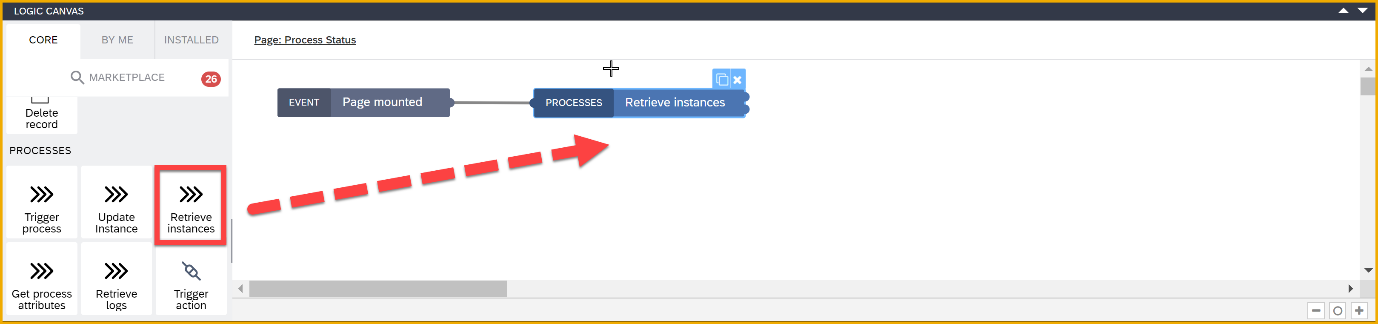 LOGIC CANVAS
CORE BY ME INSTALLED
Page: Process Status
MARKETPLACE 26
EVENT Page mounted
PROCESSES Retrieve instances
Delete
record
PROCESSES
Trigger
process
Update
Instance
Retrieve
instances
Get process
attributes
Retrieve
logs
Trigger
action